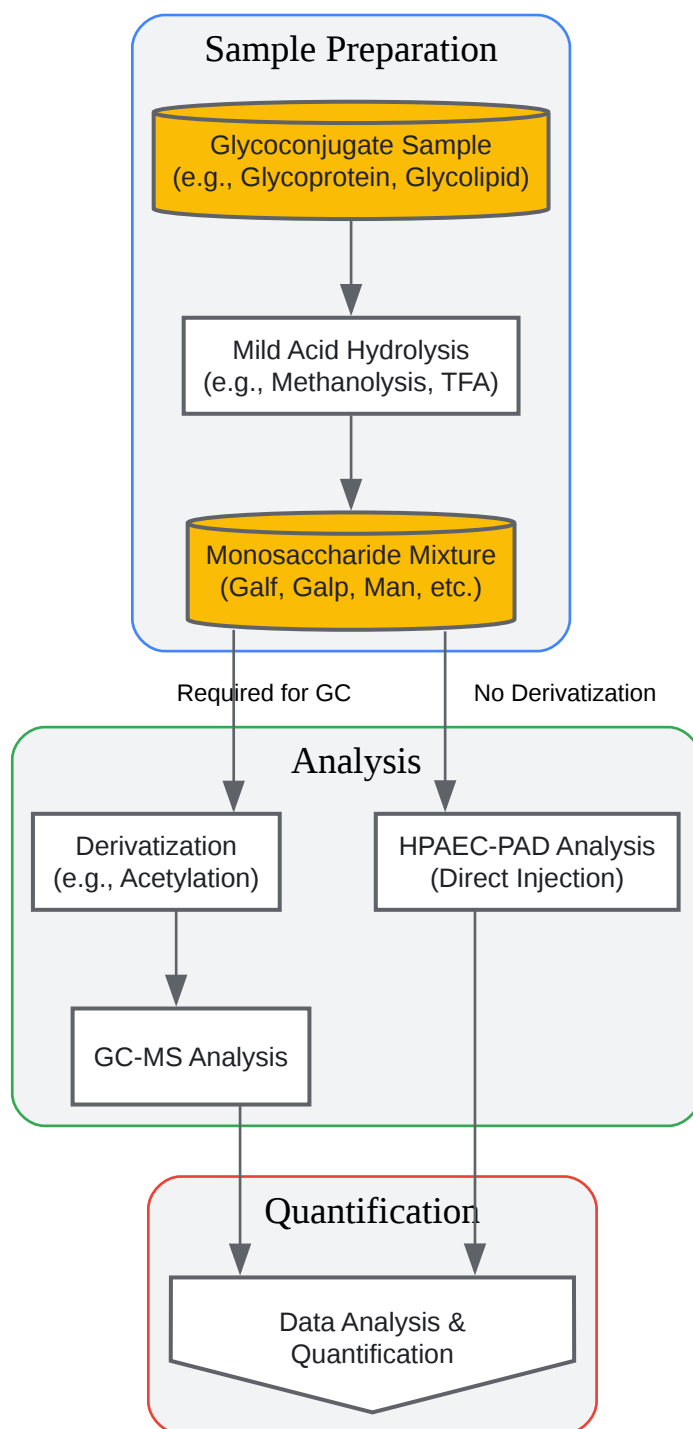 Sample Preparation
Glycoconjugate Sample
(e.g., Glycoprotein, Glycolipid)
Mild Acid Hydrolysis
(e.g., Methanolysis, TFA)
Monosaccharide Mixture
(Galf, Galp, Man, etc.)
Required for GC
No Derivatization
Analysis
Derivatization
(e.g., Acetylation)
HPAEC-PAD Analysis
(Direct Injection)
GC-MS Analysis
Quantification
Data Analysis &
Quantification